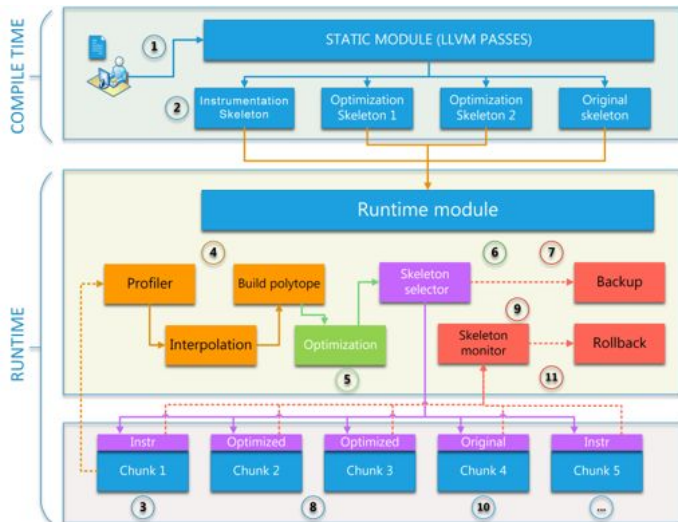 COMPILE TIME
1
STATIC MODULE (LLVM PASSES)
2
Instrumentation
Skeleton
Optimization
Skeleton 1
Optimization
Skeleton 2
Original
skeleton
RUNTIME
Runtime module
4
6
7
Profiler
Build polytope
Skeleton
selector
Backup
9
Interpolation
Optimization
Skeleton
monitor
Rollback
5
11
Instr
Optimized
Optimized
Original
Instr
Chunk 1
Chunk 2
Chunk 3
Chunk 4
Chunk 5
3
8
10
...